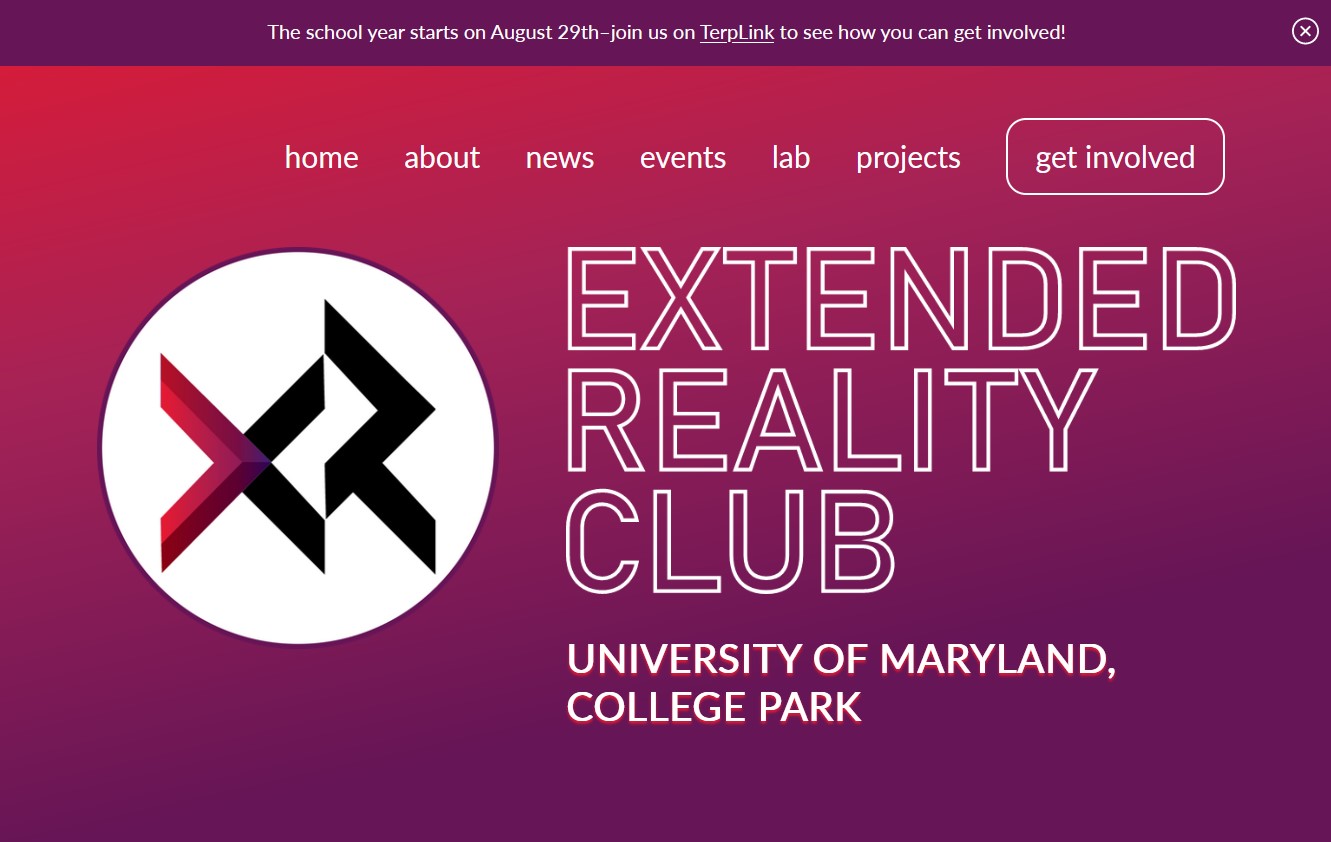 The school year starts on August 29th–join us on TerpLink to see how you can get involved!
home about news events lab projects get involved
XR
EXTENDED
REALITY
CLUB
UNIVERSITY OF MARYLAND,
COLLEGE PARK